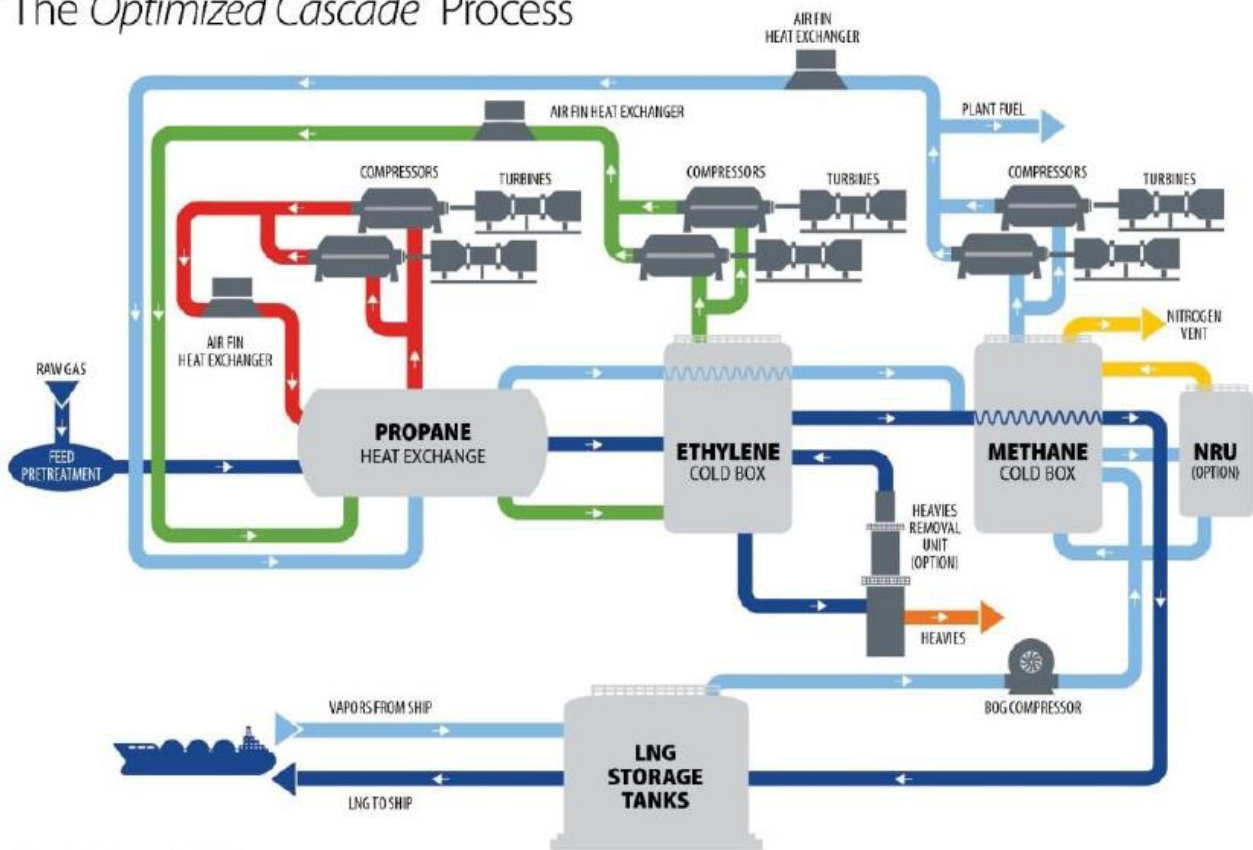 The Optimized Cascade Process
AIR FIN
HEAT EXCHANGER
AIR FIN HEAT EXCHANGER
PLANT FUEL
COMPRESSORS
TURBINES
COMPRESSORS
TURBINES
COMPRESSORS
TURBINES
AIR FIN
HEAT EXCHANGER
NITROGEN
VENT
RAW GAS
FEED
PRETREATMENT
PROPANE
HEAT EXCHANGE
ETHYLENE
COLD BOX
METHANE
COLD BOX
NRU
(OPTION)
HEAVIES
REMOVAL
UNIT
(OPTION)
HEAVIES
BOG COMPRESSOR
VAPORS FROM SHIP
LNG
STORAGE
TANKS
LNG TO SHIP